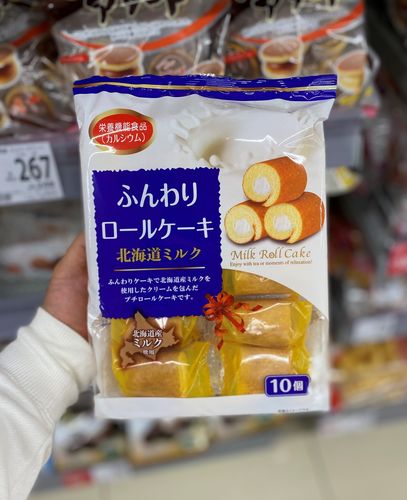 栄養機能食品
(カルシウム)
267
ふんわり
ロールケーキ
北海道ミルク
Milk Roll Cake
Enjoy with tea or moments of relaxation!
ふんわりケーキで北海道産ミルクを
使用したクリームを包んだ
プチロールケーキです。
北海道産
ミルク
使用
10個